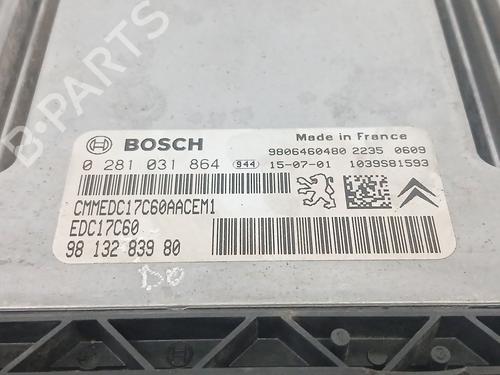 BOSCH
Made in France
9806460480 2235 0609
0 281 031 864 944 15-07-01 1039S81593
CMMEDC17C60AACEM1
EDC17C60
98 132 839 80
DO
B-PARTS